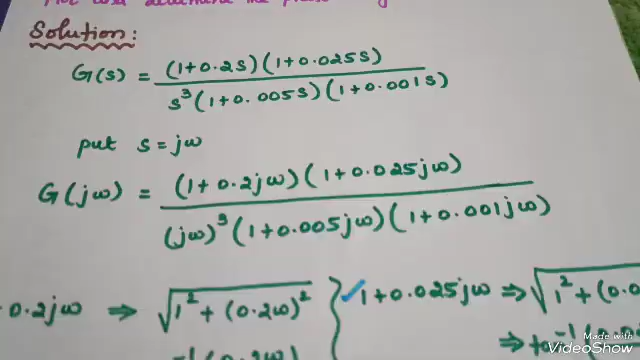 Solution:
G(s) = (1+0.2s)(1+0.025s) / s³(1+0.005s)(1+0.001s)
put s = jω
G(jω) = (1+0.2jω)(1+0.025jω) / (jω)³(1+0.005jω)(1+0.001jω)
0.2jω ⇒ √1² + (0.2ω)² } ✓ 1+0.025jω ⇒ √1² + (0.0
Made with
VideoShow